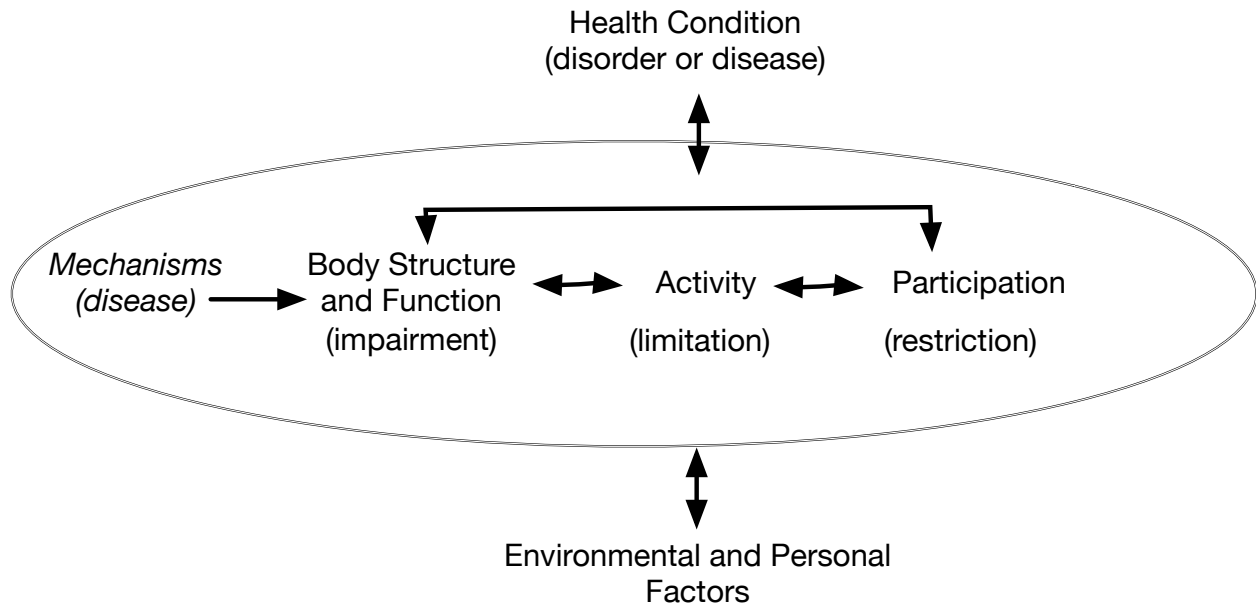 Health Condition
(disorder or disease)
Mechanisms
(disease)
Body Structure
and Function
(impairment)
Activity
(limitation)
Participation
(restriction)
Environmental and Personal
Factors